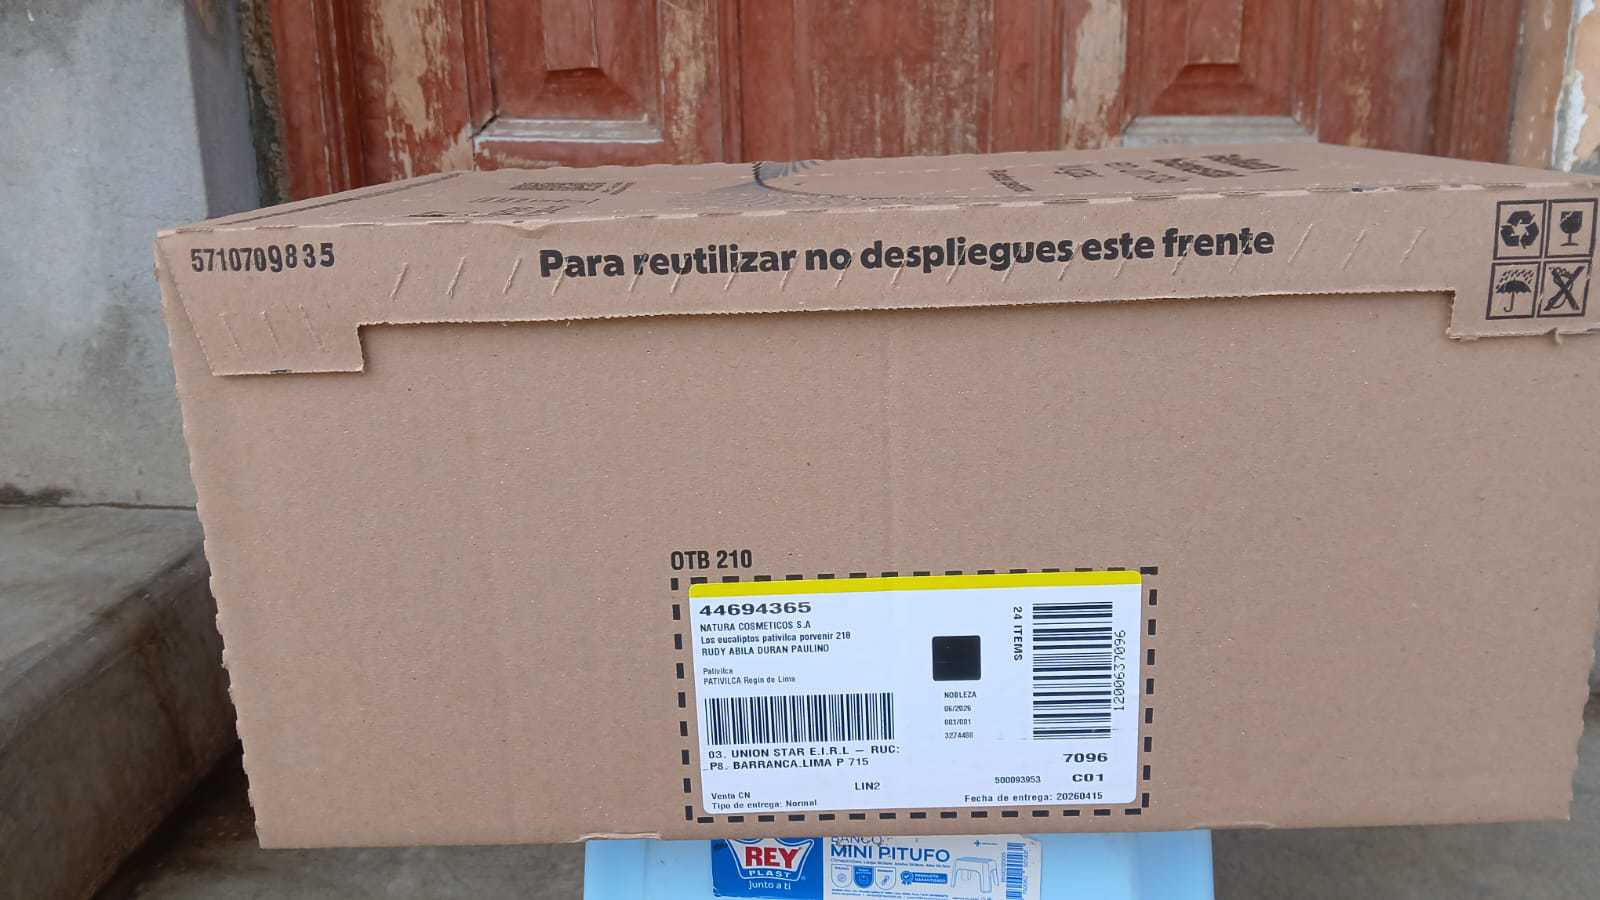 5710709835
Para reutilizar no despliegues este frente
OTB 210
44694365
NATURA COSMETICOS S.A
Los eucaliptos pativilca porvenir 218
RUDY ABILA DURAN PAULINO
Pativilca
PATIVILCA Regin de Lima
24 ITEMS
1200637096
NOBLEZA
06/2026
001/001
3274400
03. UNION STAR E.I.R.L – RUC:
P8. BARRANCA.LIMA P 715
7096
LIN2
500093953
C01
Venta CN
Tipo de entrega: Normal
Fecha de entrega: 20260415
REY
PLAST
Junto a ti
BANCO
MINI PITUFO